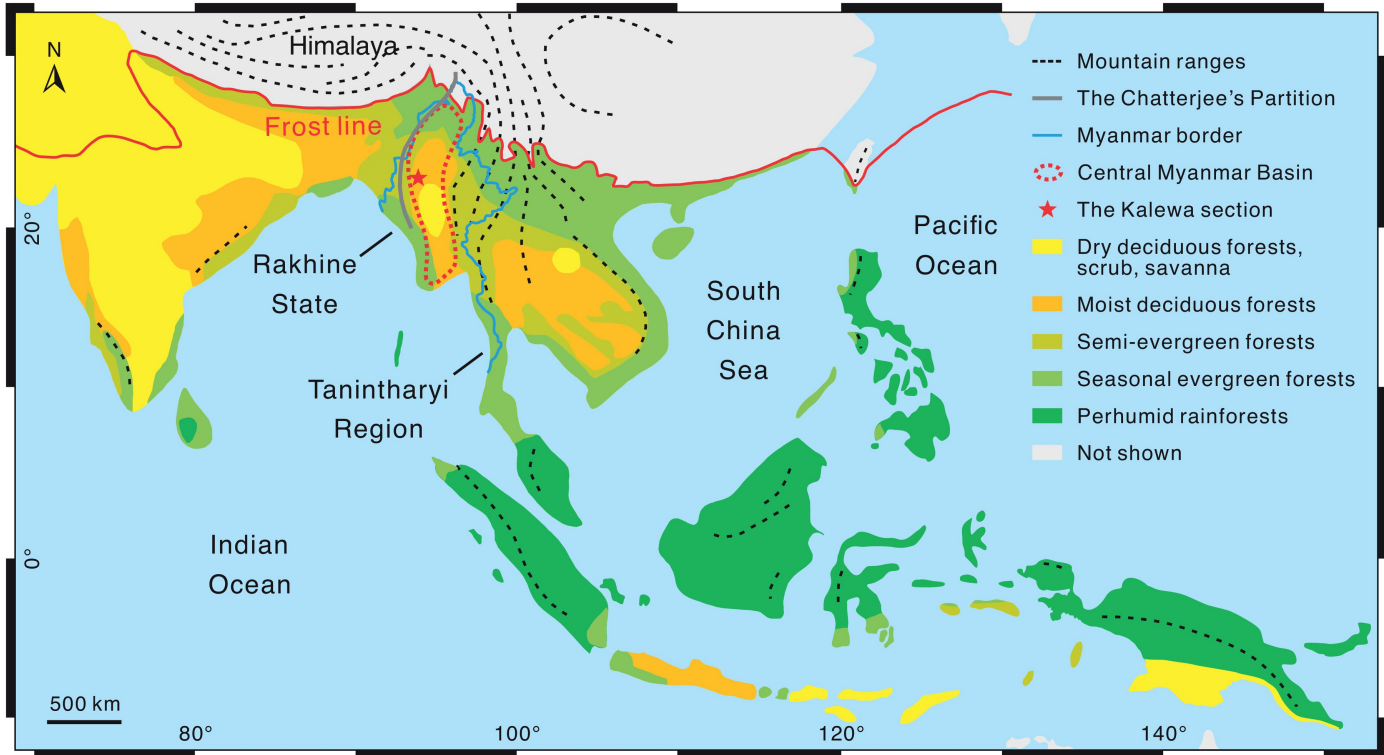 N
Himalaya
Frost line
Rakhine
State
Tanintharyi
Region
South
China
Sea
Pacific
Ocean
Indian
Ocean
Mountain ranges
The Chatterjee's Partition
Myanmar border
Central Myanmar Basin
The Kalewa section
Dry deciduous forests,
scrub, savanna
Moist deciduous forests
Semi-evergreen forests
Seasonal evergreen forests
Perhumid rainforests
Not shown
20°
0°
500 km
80°
100°
120°
140°